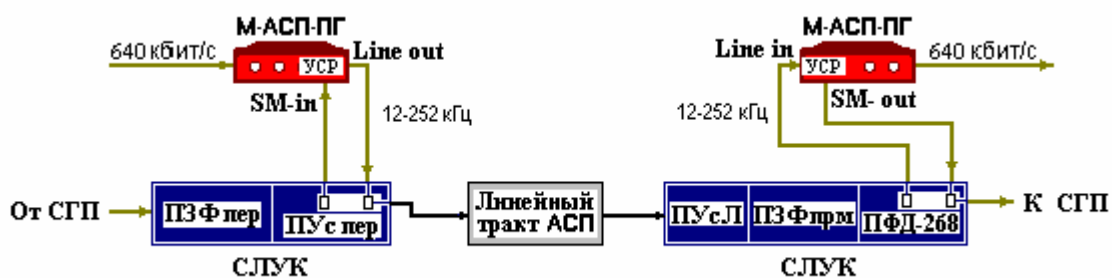 М-АСП-ПГ
М-АСП-ПГ
640 кбит/с
Line out
Line in
640 кбит/с
УСР
УСР
SM-in
SM- out
12-252 кГц
12-252 кГц
От СГП
ПЗФпер
ПУс пер
Линейный
тракт АСП
ПУсЛ
ПЗФпрм
ПФД-268
К СГП
СЛУК
СЛУК